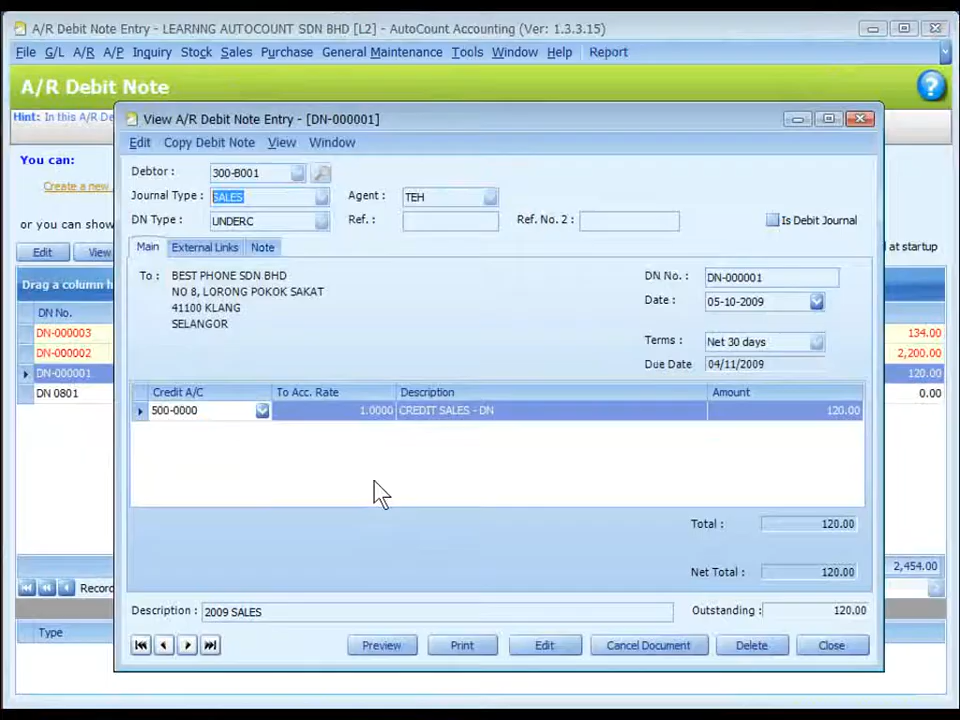 A/R Debit Note Entry - LEARNNG AUTOCOUNT SDN BHD [L2] - AutoCount Accounting (Ver: 1.3.3.15)
File G/L A/R A/P Inquiry Stock Sales Purchase General Maintenance Tools Window Help Report
A/R Debit Note
Hint: In this A/R De
You can:
Create a new
or you can show
at startup
Edit View
Drag a column h
DN No.
DN-000003 134.00
DN-000002 2,200.00
DN-000001 120.00
DN 0801 0.00
2,454.00
Record
Type
View A/R Debit Note Entry - [DN-000001]
Edit Copy Debit Note View Window
Debtor : 300-B001
Journal Type : SALES Agent : TEH
DN Type : UNDERC Ref. : Ref. No. 2 : Is Debit Journal
Main External Links Note
To : BEST PHONE SDN BHD
NO 8, LORONG POKOK SAKAT
41100 KLANG
SELANGOR
DN No. : DN-000001
Date : 05-10-2009
Terms : Net 30 days
Due Date 04/11/2009
Credit A/C To Acc. Rate Description Amount
500-0000 1.0000 CREDIT SALES - DN 120.00
Total : 120.00
Net Total : 120.00
Description : 2009 SALES Outstanding : 120.00
Preview Print Edit Cancel Document Delete Close